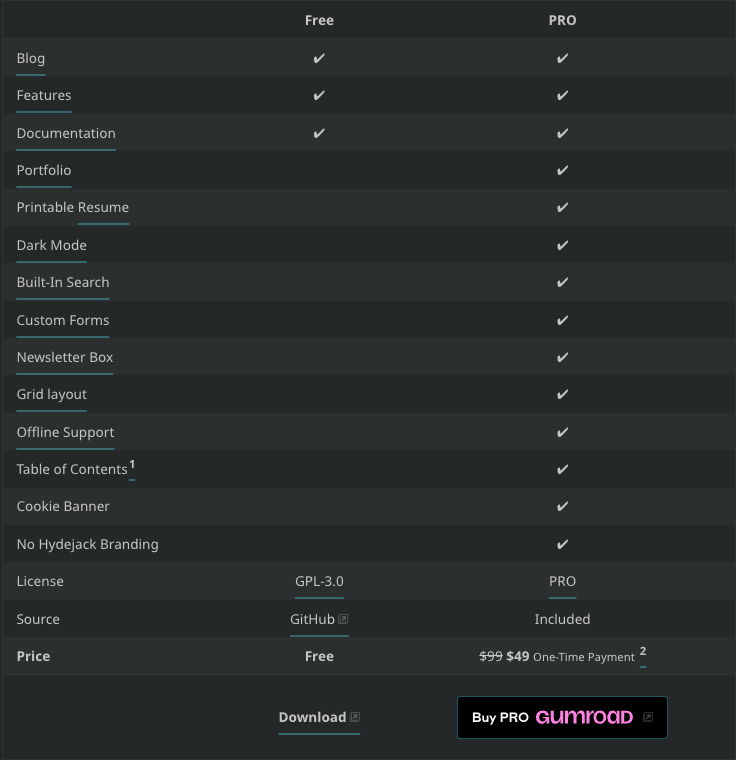 Free PRO
Blog ✔ ✔
Features ✔ ✔
Documentation ✔ ✔
Portfolio ✔
Printable Resume ✔
Dark Mode ✔
Built-In Search ✔
Custom Forms ✔
Newsletter Box ✔
Grid layout ✔
Offline Support ✔
Table of Contents1 ✔
Cookie Banner ✔
No Hydejack Branding ✔
License GPL-3.0 PRO
Source GitHub Included
Price Free $99 $49 One-Time Payment 2
Download Buy PRO GUMROAD